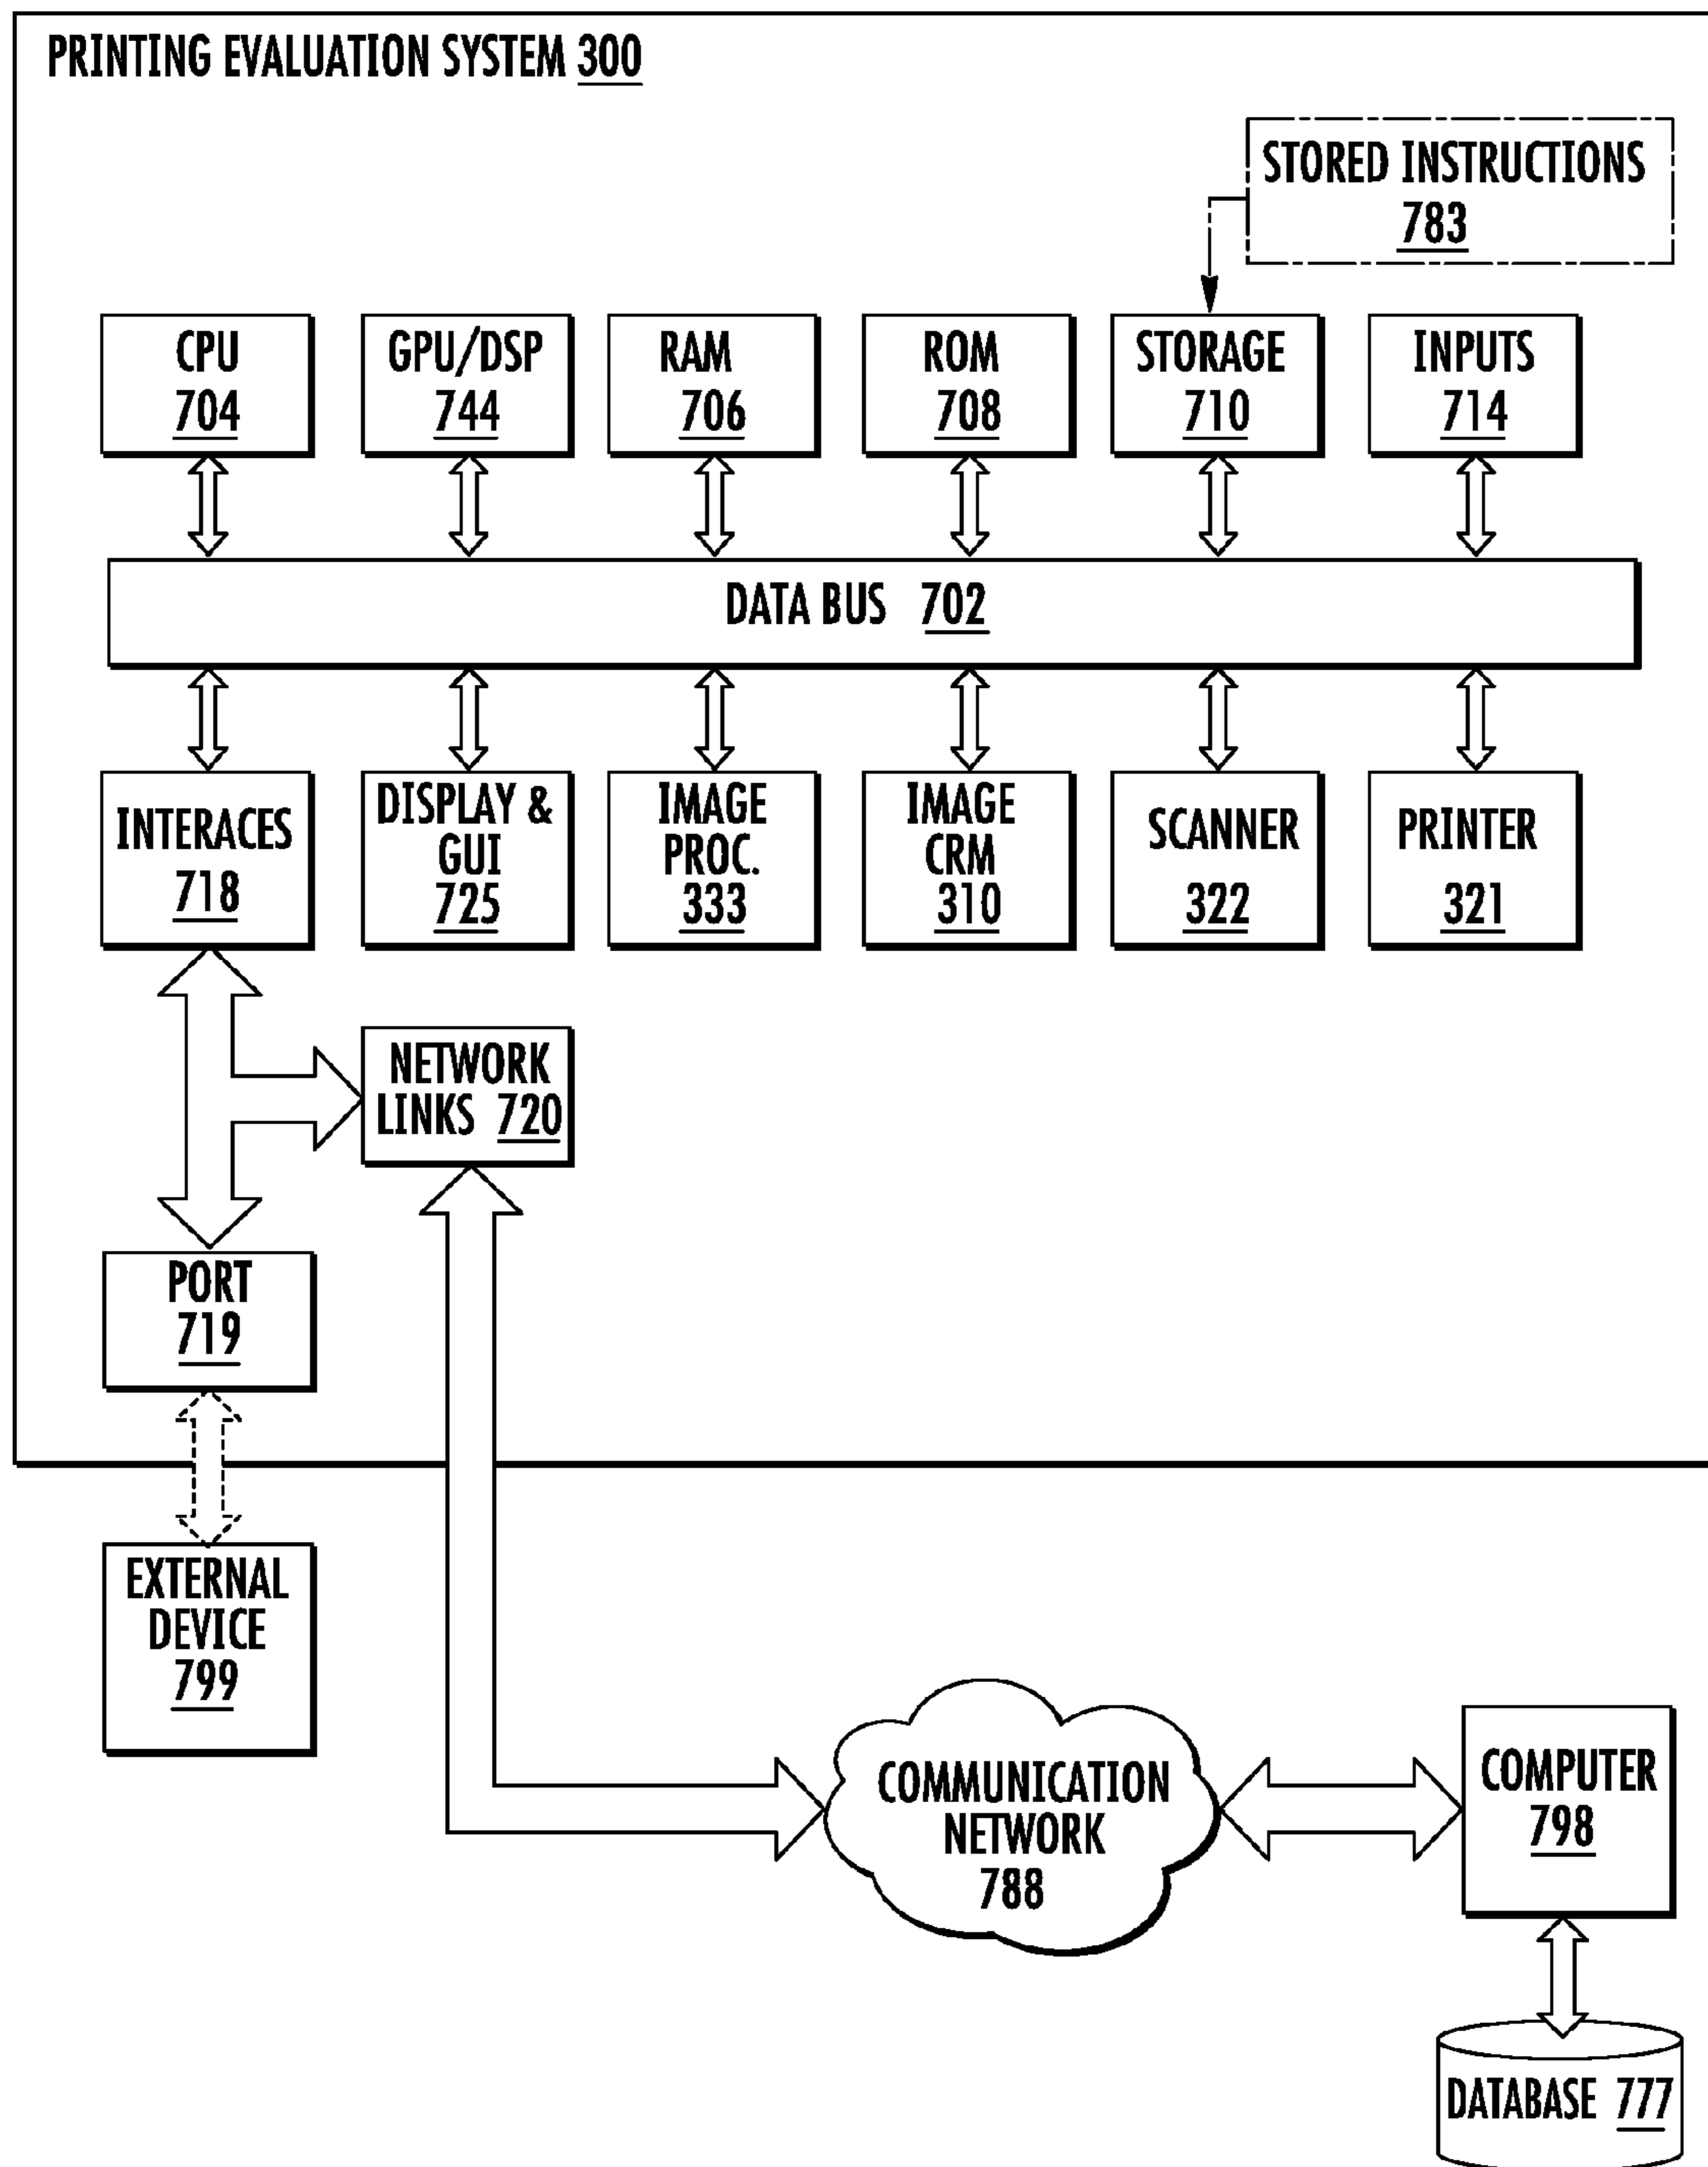 PRINTING EVALUATION SYSTEM 300
STORED INSTRUCTIONS
783
CPU
704
GPU/DSP
744
RAM
706
ROM
708
STORAGE
710
INPUTS
714
DATA BUS 702
INTERACES
718
DISPLAY &
GUI
725
IMAGE
PROC.
333
IMAGE
CRM
310
SCANNER
322
PRINTER
321
NETWORK
LINKS 720
PORT
719
EXTERNAL
DEVICE
799
COMMUNICATION
NETWORK
788
COMPUTER
798
DATABASE 777